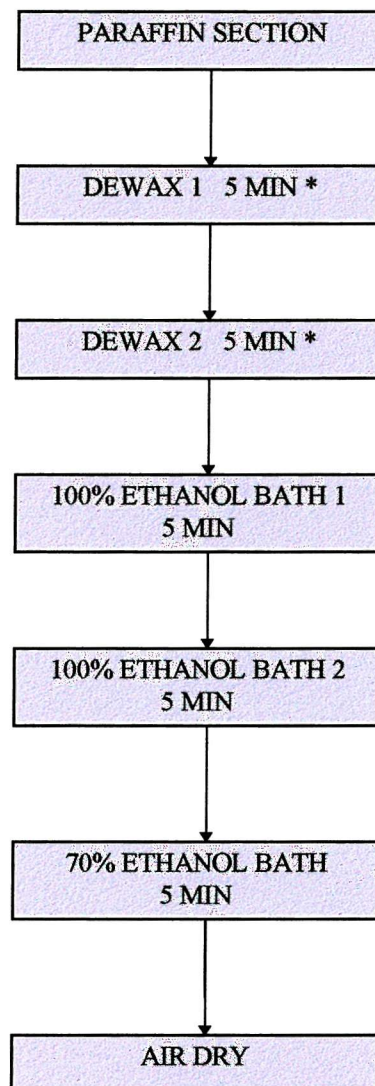 PARAFFIN SECTION
DEWAX 1 5 MIN *
DEWAX 2 5 MIN *
100% ETHANOL BATH 1
5 MIN
100% ETHANOL BATH 2
5 MIN
70% ETHANOL BATH
5 MIN
AIR DRY